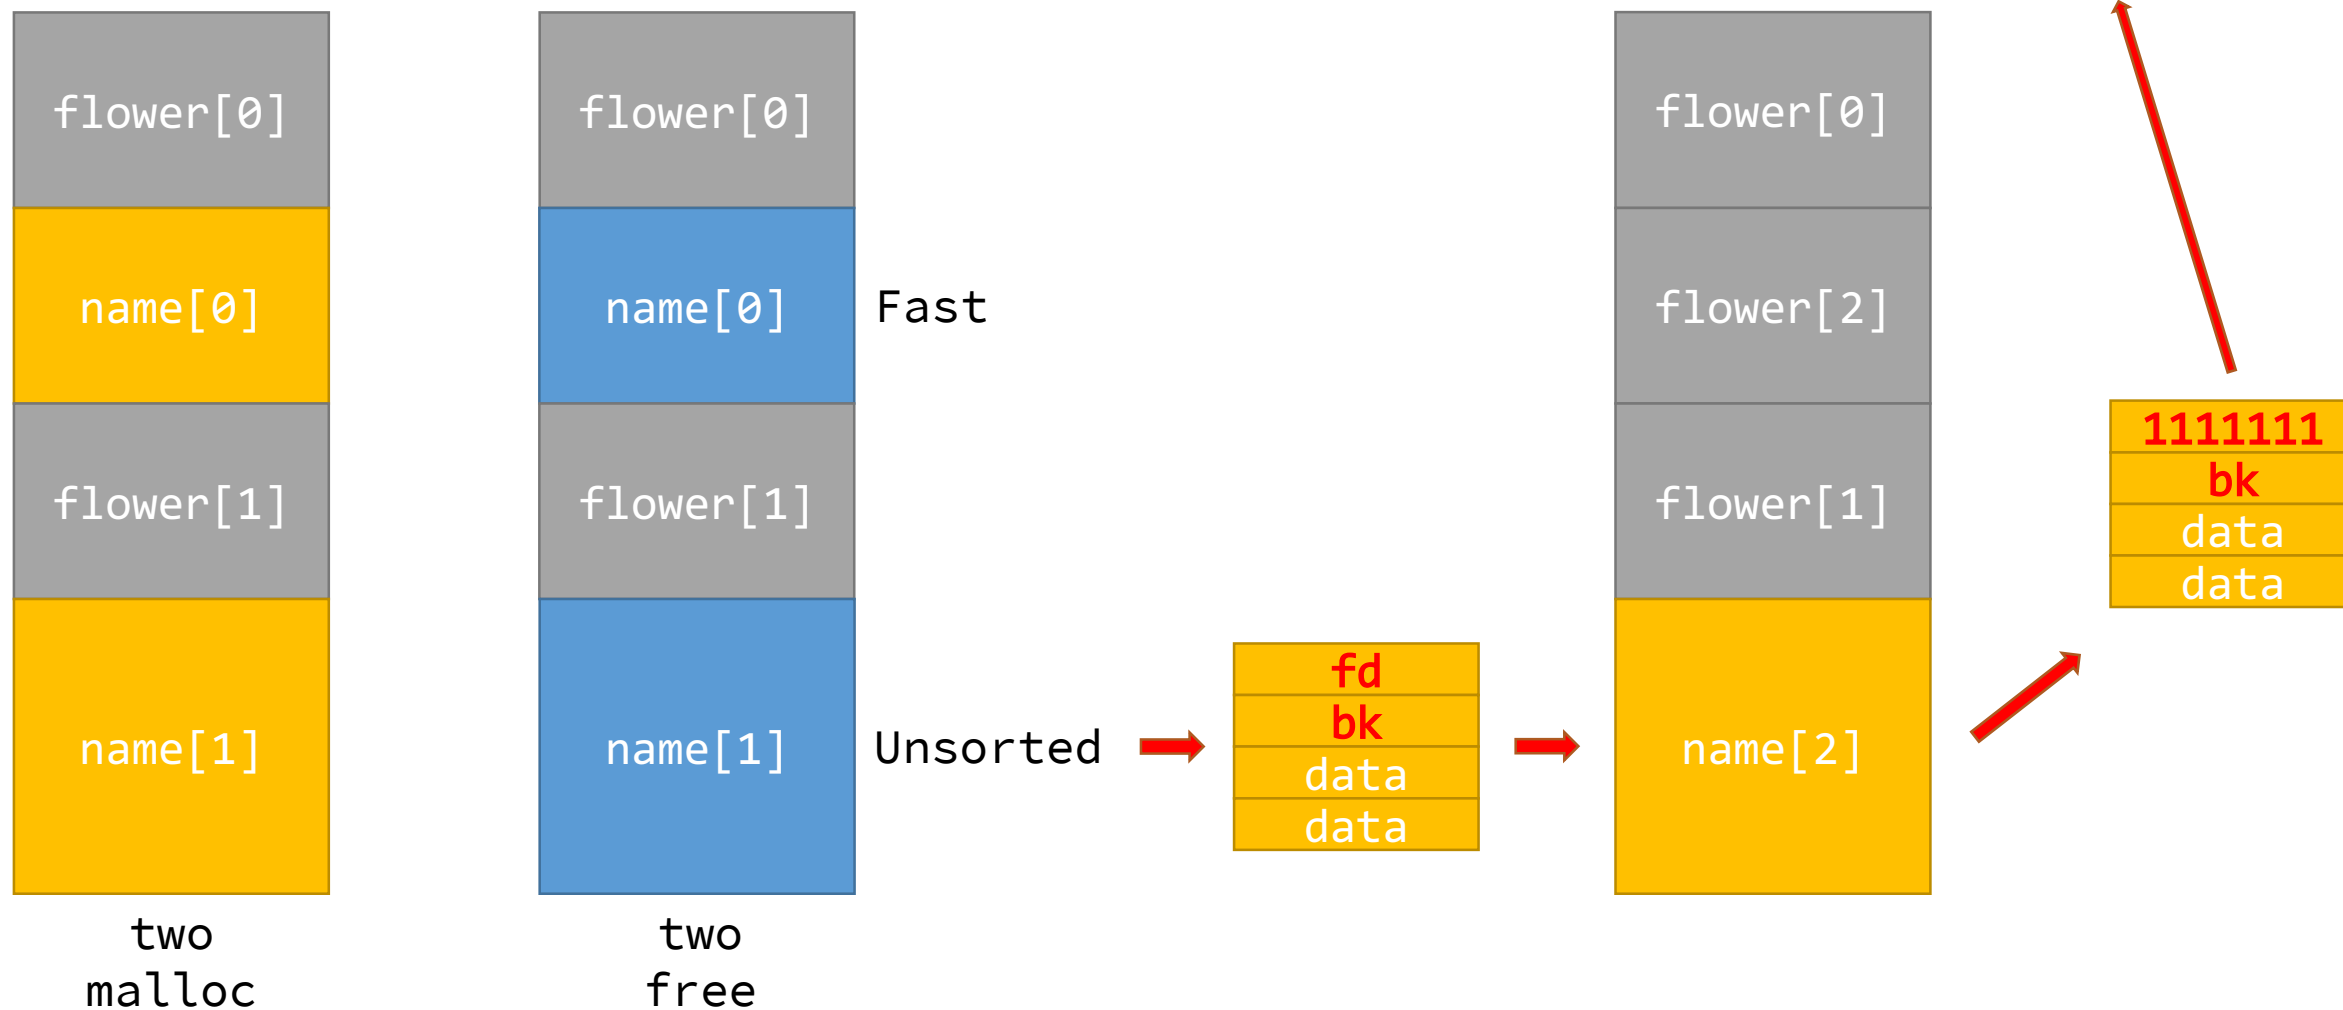 flower[0]
name[0]
flower[1]
name[1]
two
malloc
flower[0]
name[0]
Fast
flower[1]
name[1]
Unsorted
two
free
fd
bk
data
data
flower[0]
flower[2]
flower[1]
name[2]
1111111
bk
data
data